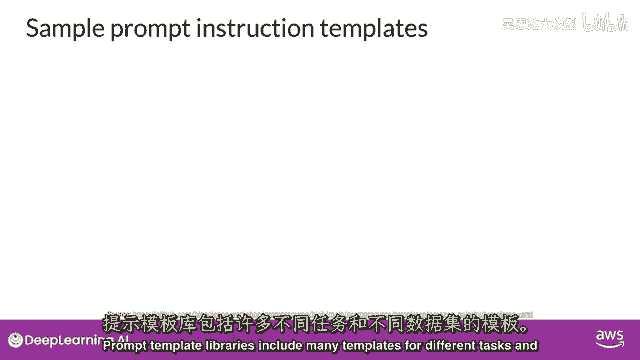 Sample prompt instruction templates
提示模板库包括许多不同任务和不同数据集的模板。
Prompt template libraries include many templates for different tasks and
DeepLearning.AI
aws